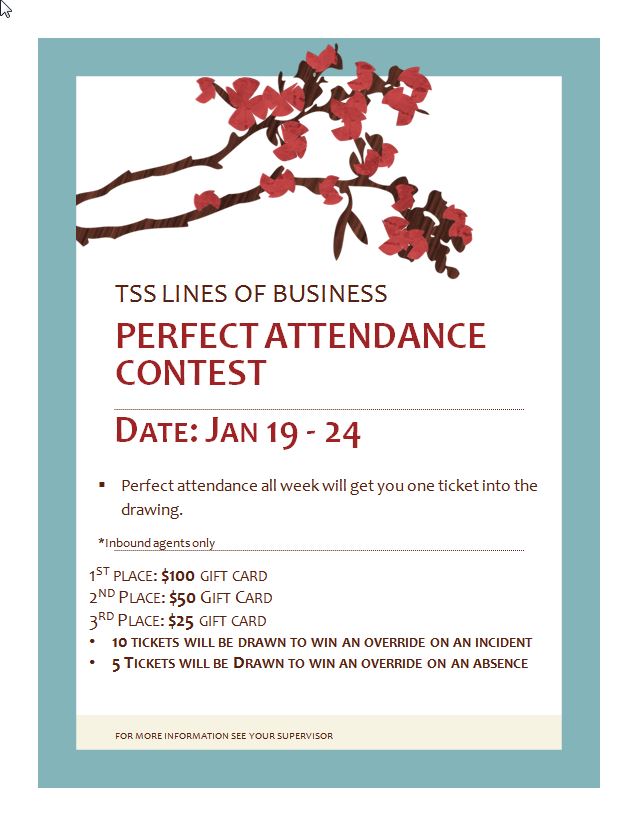 TSS LINES OF BUSINESS
PERFECT ATTENDANCE
CONTEST
DATE: JAN 19 - 24
▪ Perfect attendance all week will get you one ticket into the
drawing.
*Inbound agents only
1ST PLACE: $100 GIFT CARD
2ND PLACE: $50 GIFT CARD
3RD PLACE: $25 GIFT CARD
• 10 TICKETS WILL BE DRAWN TO WIN AN OVERRIDE ON AN INCIDENT
• 5 TICKETS WILL BE DRAWN TO WIN AN OVERRIDE ON AN ABSENCE
FOR MORE INFORMATION SEE YOUR SUPERVISOR